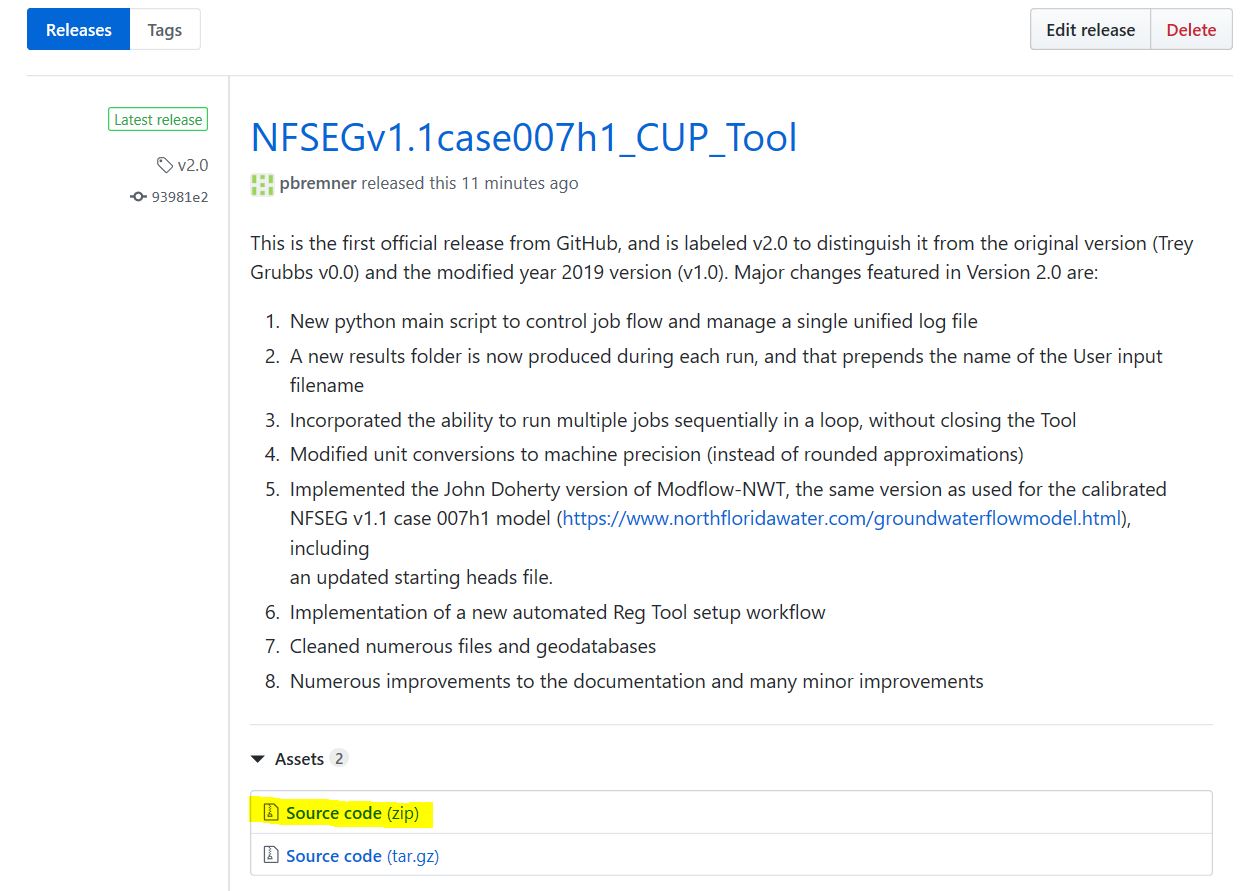 Releases Tags Edit release Delete
Latest release
v2.0
93981e2
NFSEGv1.1case007h1_CUP_Tool
pbremner released this 11 minutes ago
This is the first official release from GitHub, and is labeled v2.0 to distinguish it from the original version (Trey
Grubbs v0.0) and the modified year 2019 version (v1.0). Major changes featured in Version 2.0 are:
1. New python main script to control job flow and manage a single unified log file
2. A new results folder is now produced during each run, and that prepends the name of the User input
filename
3. Incorporated the ability to run multiple jobs sequentially in a loop, without closing the Tool
4. Modified unit conversions to machine precision (instead of rounded approximations)
5. Implemented the John Doherty version of Modflow-NWT, the same version as used for the calibrated
NFSEG v1.1 case 007h1 model (https://www.northfloridawater.com/groundwaterflowmodel.html),
including
an updated starting heads file.
6. Implementation of a new automated Reg Tool setup workflow
7. Cleaned numerous files and geodatabases
8. Numerous improvements to the documentation and many minor improvements
Assets 2
Source code (zip)
Source code (tar.gz)